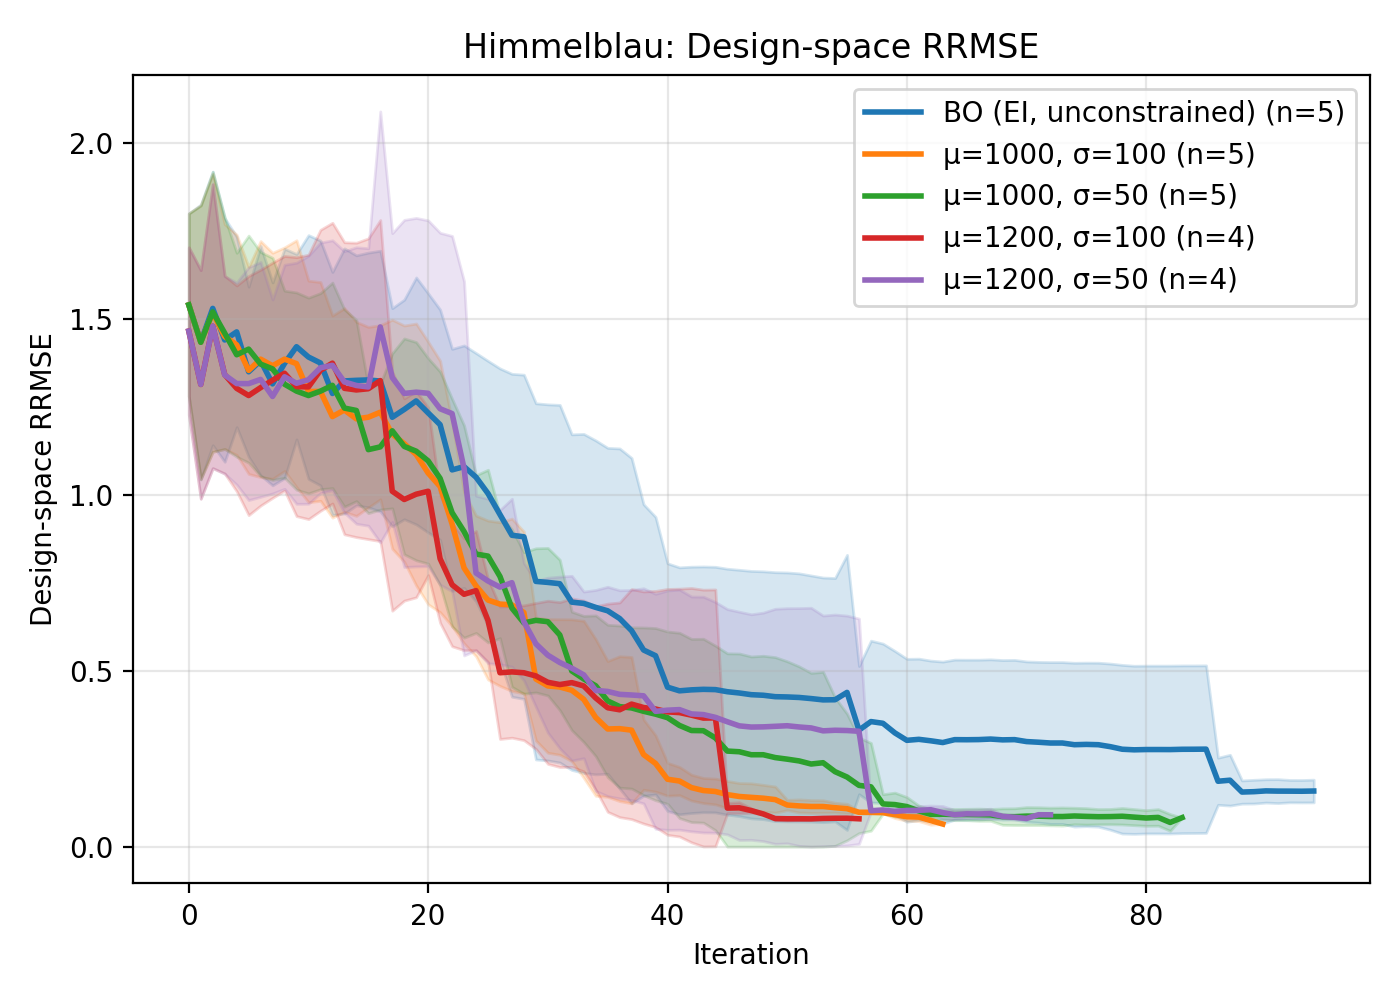 Himmelblau: Design-space RRMSE
BO (EI, unconstrained) (n=5)
μ=1000, σ=100 (n=5)
μ=1000, σ=50 (n=5)
μ=1200, σ=100 (n=4)
μ=1200, σ=50 (n=4)
Design-space RRMSE
2.0
1.5
1.0
0.5
0.0
0 20 40 60 80
Iteration